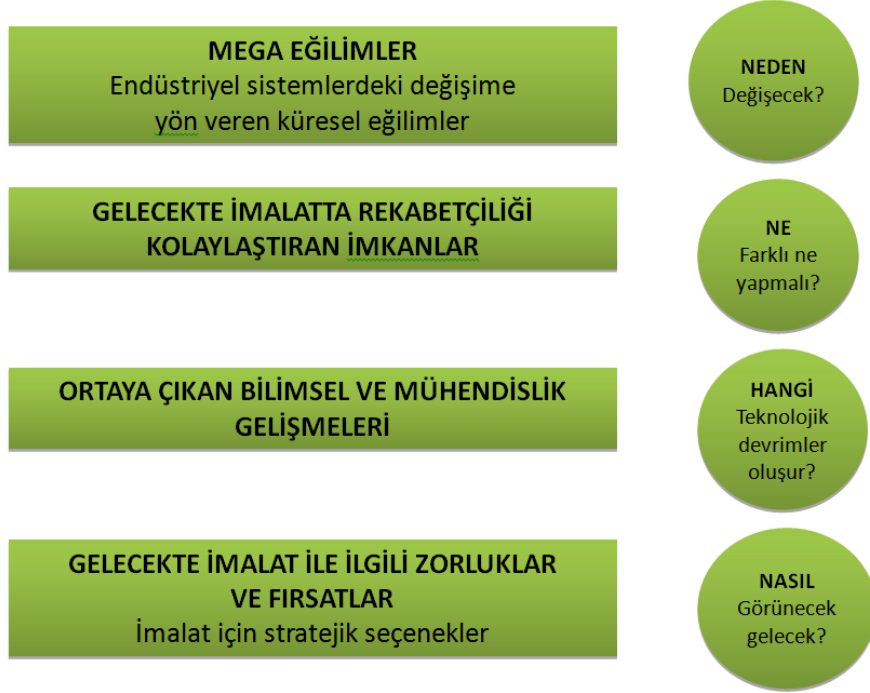 MEGA EĞİLİMLER
Endüstriyel sistemlerdeki değişime
yön veren küresel eğilimler
NEDEN
Değişecek?
GELECEKTE İMALATTA REKABETÇİLİĞİ
KOLAYLAŞTIRAN İMKANLAR
NE
Farklı ne
yapmalı?
ORTAYA ÇIKAN BİLİMSEL VE MÜHENDİSLİK
GELİŞMELERİ
HANGİ
Teknolojik
devrimler
oluşur?
GELECEKTE İMALAT İLE İLGİLİ ZORLUKLAR
VE FIRSATLAR
İmalat için stratejik seçenekler
NASIL
Görünecek
gelecek?